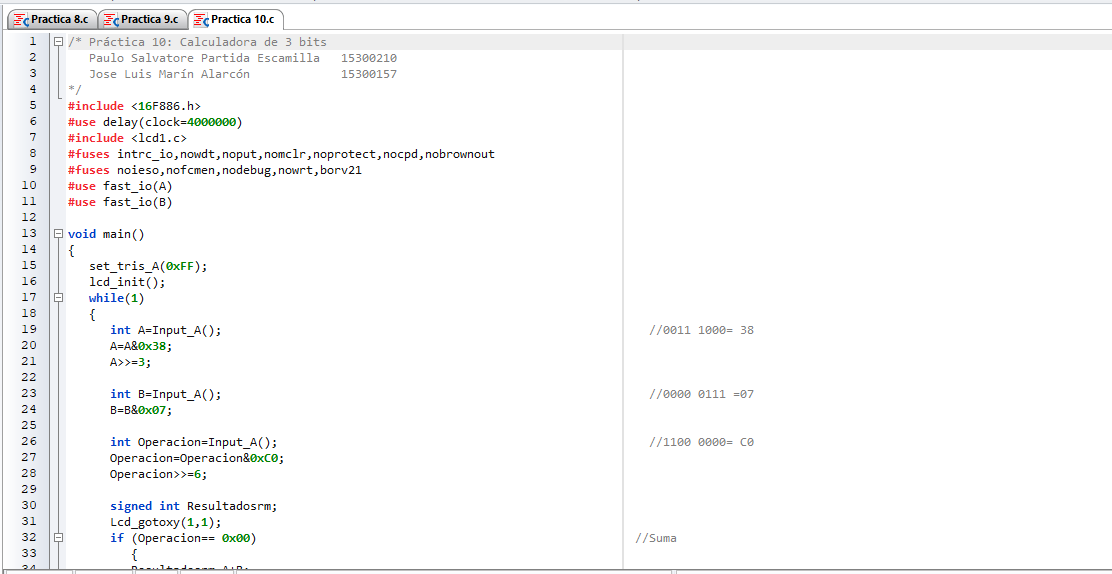 Practica 8.c Practica 9.c Practica 10.c
1 /* Práctica 10: Calculadora de 3 bits
2 Paulo Salvatore Partida Escamilla 15300210
3 Jose Luis Marín Alarcón 15300157
4 */
5 #include <16F886.h>
6 #use delay(clock=4000000)
7 #include <lcd1.c>
8 #fuses intrc_io,nowdt,noput,nomclr,noprotect,nocpd,nobrownout
9 #fuses noieso,nofcmen,nodebug,nowrt,borv21
10 #use fast_io(A)
11 #use fast_io(B)
12
13 void main()
14 {
15 set_tris_A(0xFF);
16 lcd_init();
17 while(1)
18 {
19 int A=Input_A(); //0011 1000= 38
20 A=A&0x38;
21 A>>=3;
22
23 int B=Input_A(); //0000 0111 =07
24 B=B&0x07;
25
26 int Operacion=Input_A(); //1100 0000= C0
27 Operacion=Operacion&0xC0;
28 Operacion>>=6;
29
30 signed int Resultadosrm;
31 Lcd_gotoxy(1,1);
32 if (Operacion== 0x00) //Suma
33 {
34